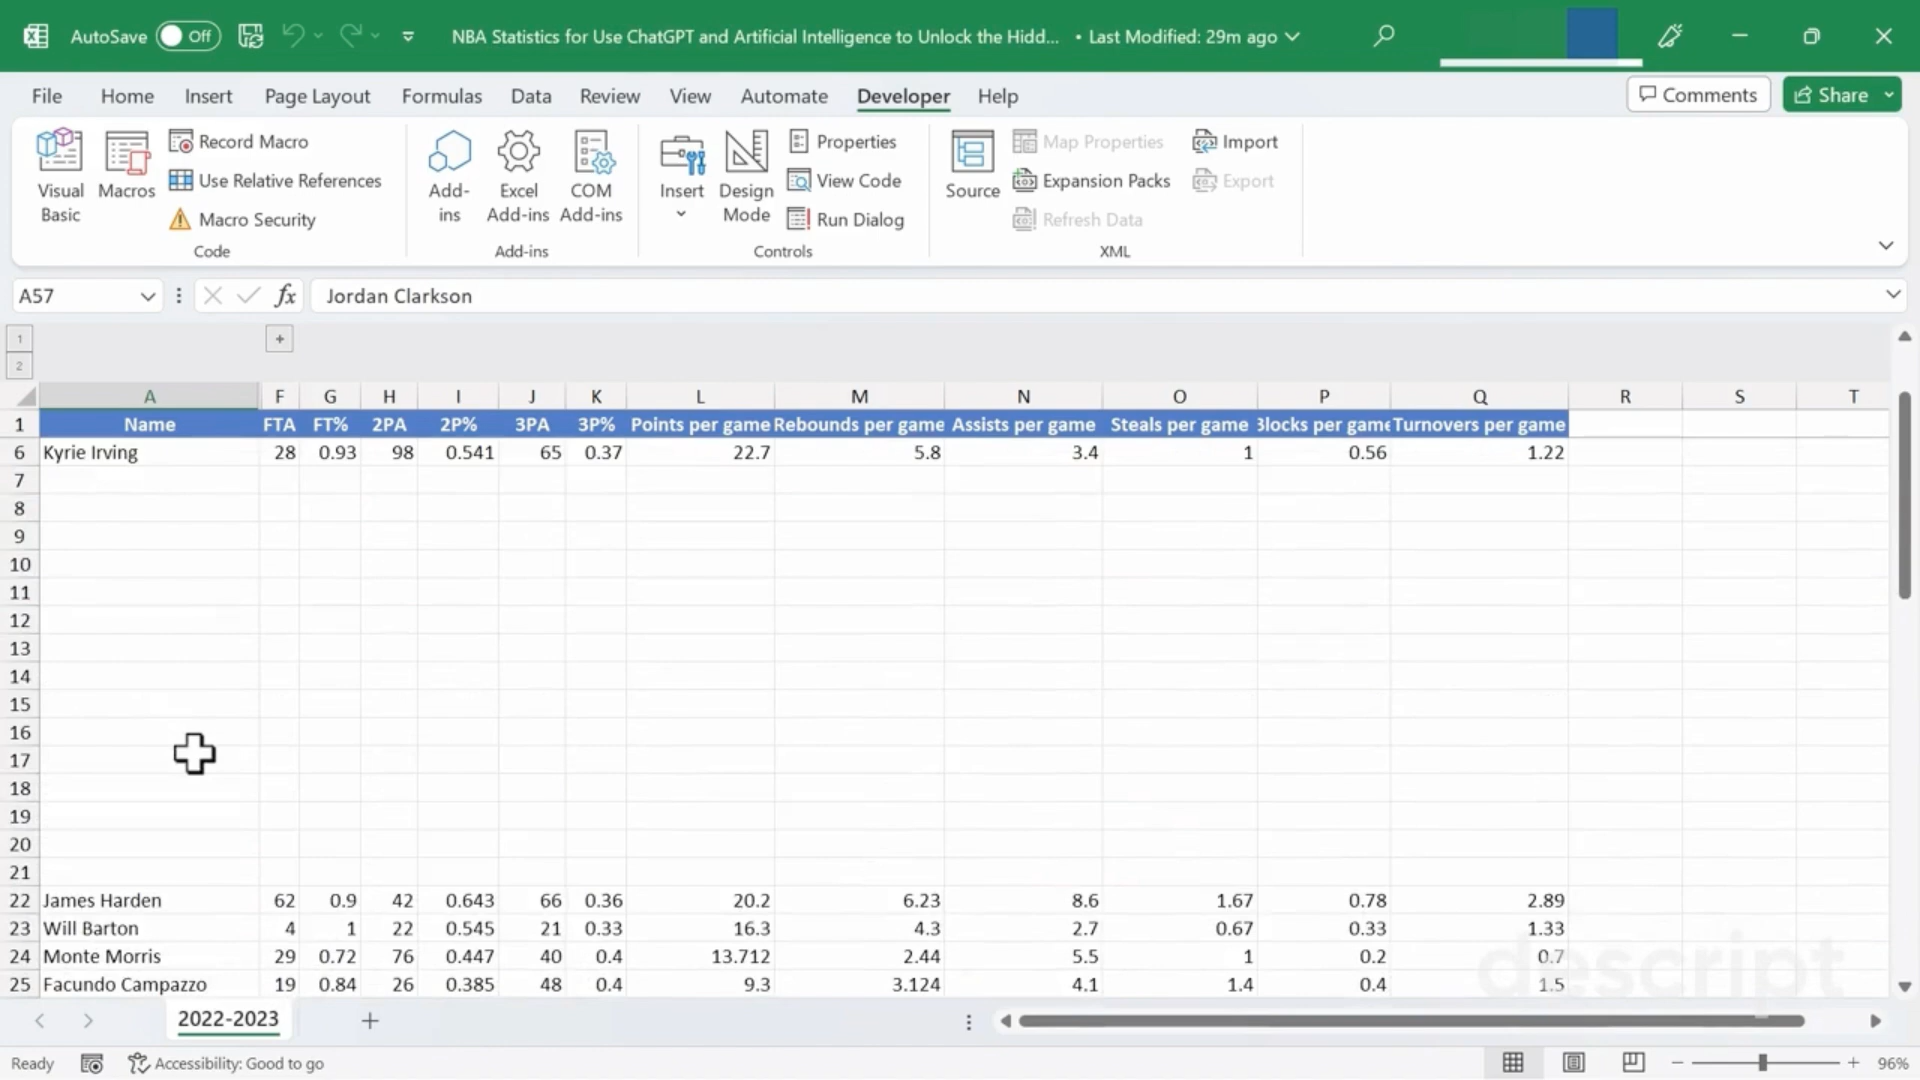 AutoSave Off NBA Statistics for Use ChatGPT and Artificial Intelligence to Unlock the Hidd... • Last Modified: 29m ago
File Home Insert Page Layout Formulas Data Review View Automate Developer Help Comments Share
Visual Basic
Macros
Record Macro
Use Relative References
Macro Security
Code
Add-ins
Excel Add-ins
COM Add-ins
Add-ins
Insert
Design Mode
Properties
View Code
Run Dialog
Controls
Source
Map Properties
Expansion Packs
Refresh Data
Import
Export
XML
A57 fx Jordan Clarkson
1 +
2
A F G H I J K L M N O P Q R S T
1 Name FTA FT% 2PA 2P% 3PA 3P% Points per game Rebounds per game Assists per game Steals per game Blocks per game Turnovers per game
6 Kyrie Irving 28 0.93 98 0.541 65 0.37 22.7 5.8 3.4 1 0.56 1.22
7
8
9
10
11
12
13
14
15
16
17
18
19
20
21
22 James Harden 62 0.9 42 0.643 66 0.36 20.2 6.23 8.6 1.67 0.78 2.89
23 Will Barton 4 1 22 0.545 21 0.33 16.3 4.3 2.7 0.67 0.33 1.33
24 Monte Morris 29 0.72 76 0.447 40 0.4 13.712 2.44 5.5 1 0.2 0.7
25 Facundo Campazzo 19 0.84 26 0.385 48 0.4 9.3 3.124 4.1 1.4 0.4 1.5
descript
2022-2023 +
Ready Accessibility: Good to go − + 96%